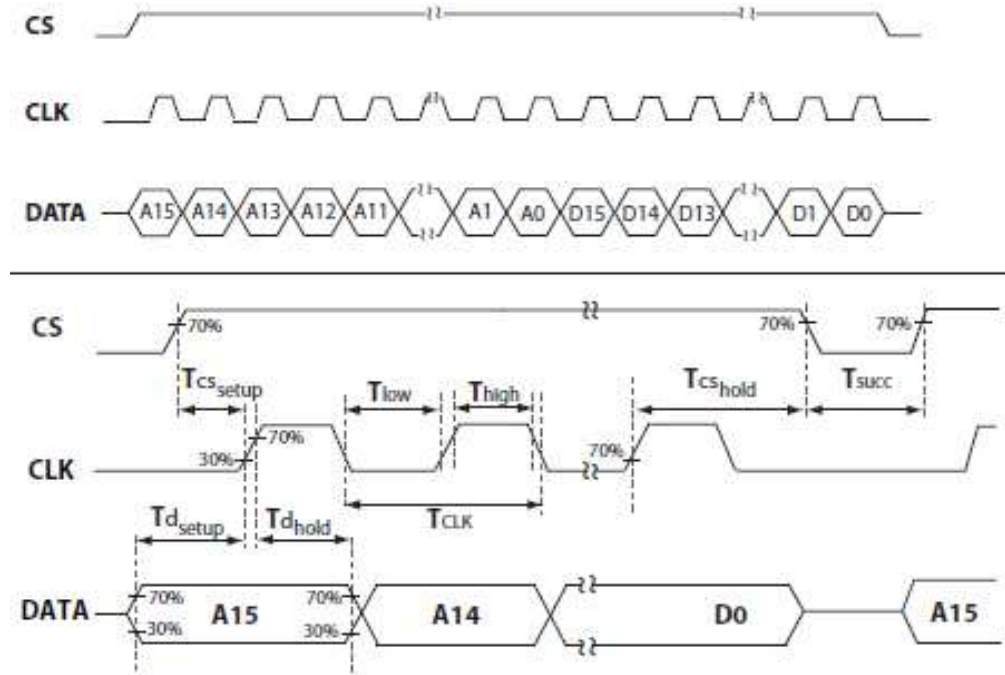 CS
CLK
DATA A15 A14 A13 A12 A11 A1 A0 D15 D14 D13 D1 D0
CS 70% 70% 70%
Tcs setup Tlow Thigh Tcs hold Tsucc
CLK 30% 70% 70%
Td setup Td hold TCLK
DATA 70% 30% A15 70% 30% A14 D0 A15